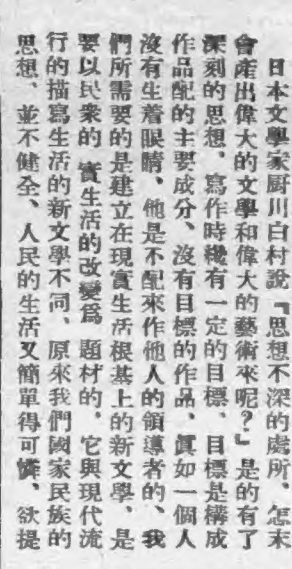 日本文學家厨川白村說『思想不深的處所、怎末
會產出偉大的文學和偉大的藝術來呢？』是的有了
深刻的思想、寫作時纔有一定的目標、目標是構成
作品配的主要成分、沒有目標的作品、眞如一個人
沒有生着眼睛、他是不配來作他人的領導者的、我
們所需要的是建立在現實生活根基上的新文學、是
要以民衆的 實生活的改變爲 題材的、它與現代流
行的描寫生活的新文學不同、原來我們國家民族的
思想、並不健全、人民的生活又簡單得可憐、欲提